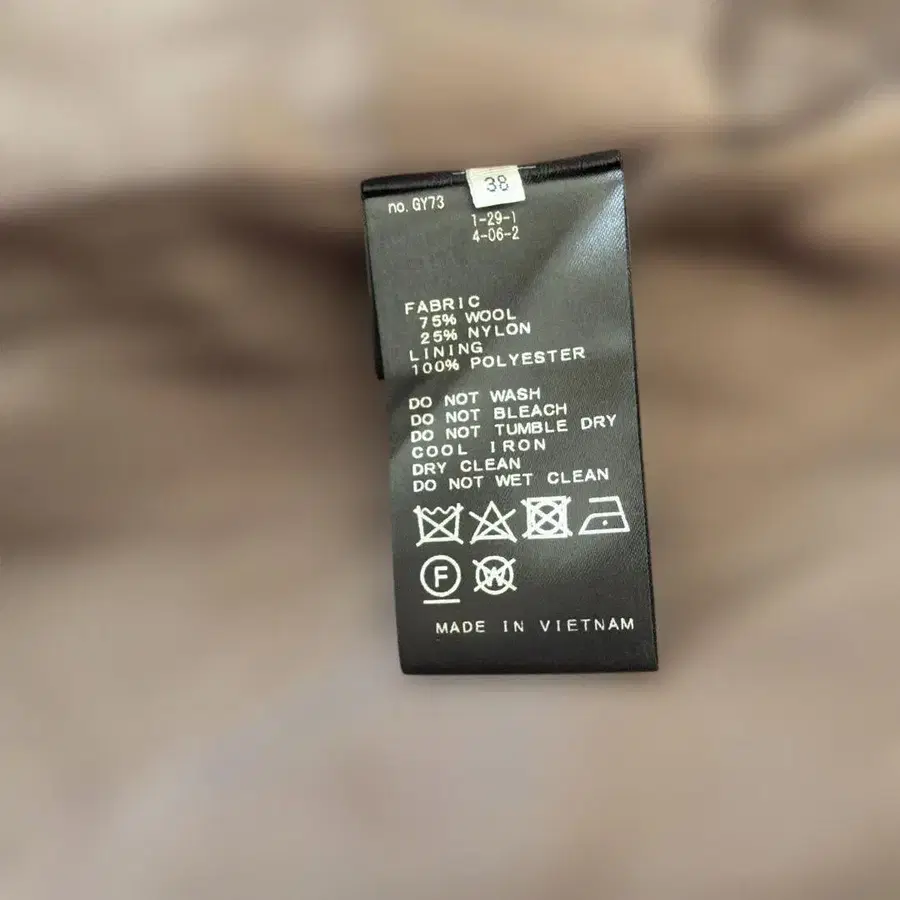 38
no. GY73
1-29-1
4-06-2
FABRIC
75% WOOL
25% NYLON
LINING
100% POLYESTER
DO NOT WASH
DO NOT BLEACH
DO NOT TUMBLE DRY
COOL IRON
DRY CLEAN
DO NOT WET CLEAN
F W
MADE IN VIETNAM